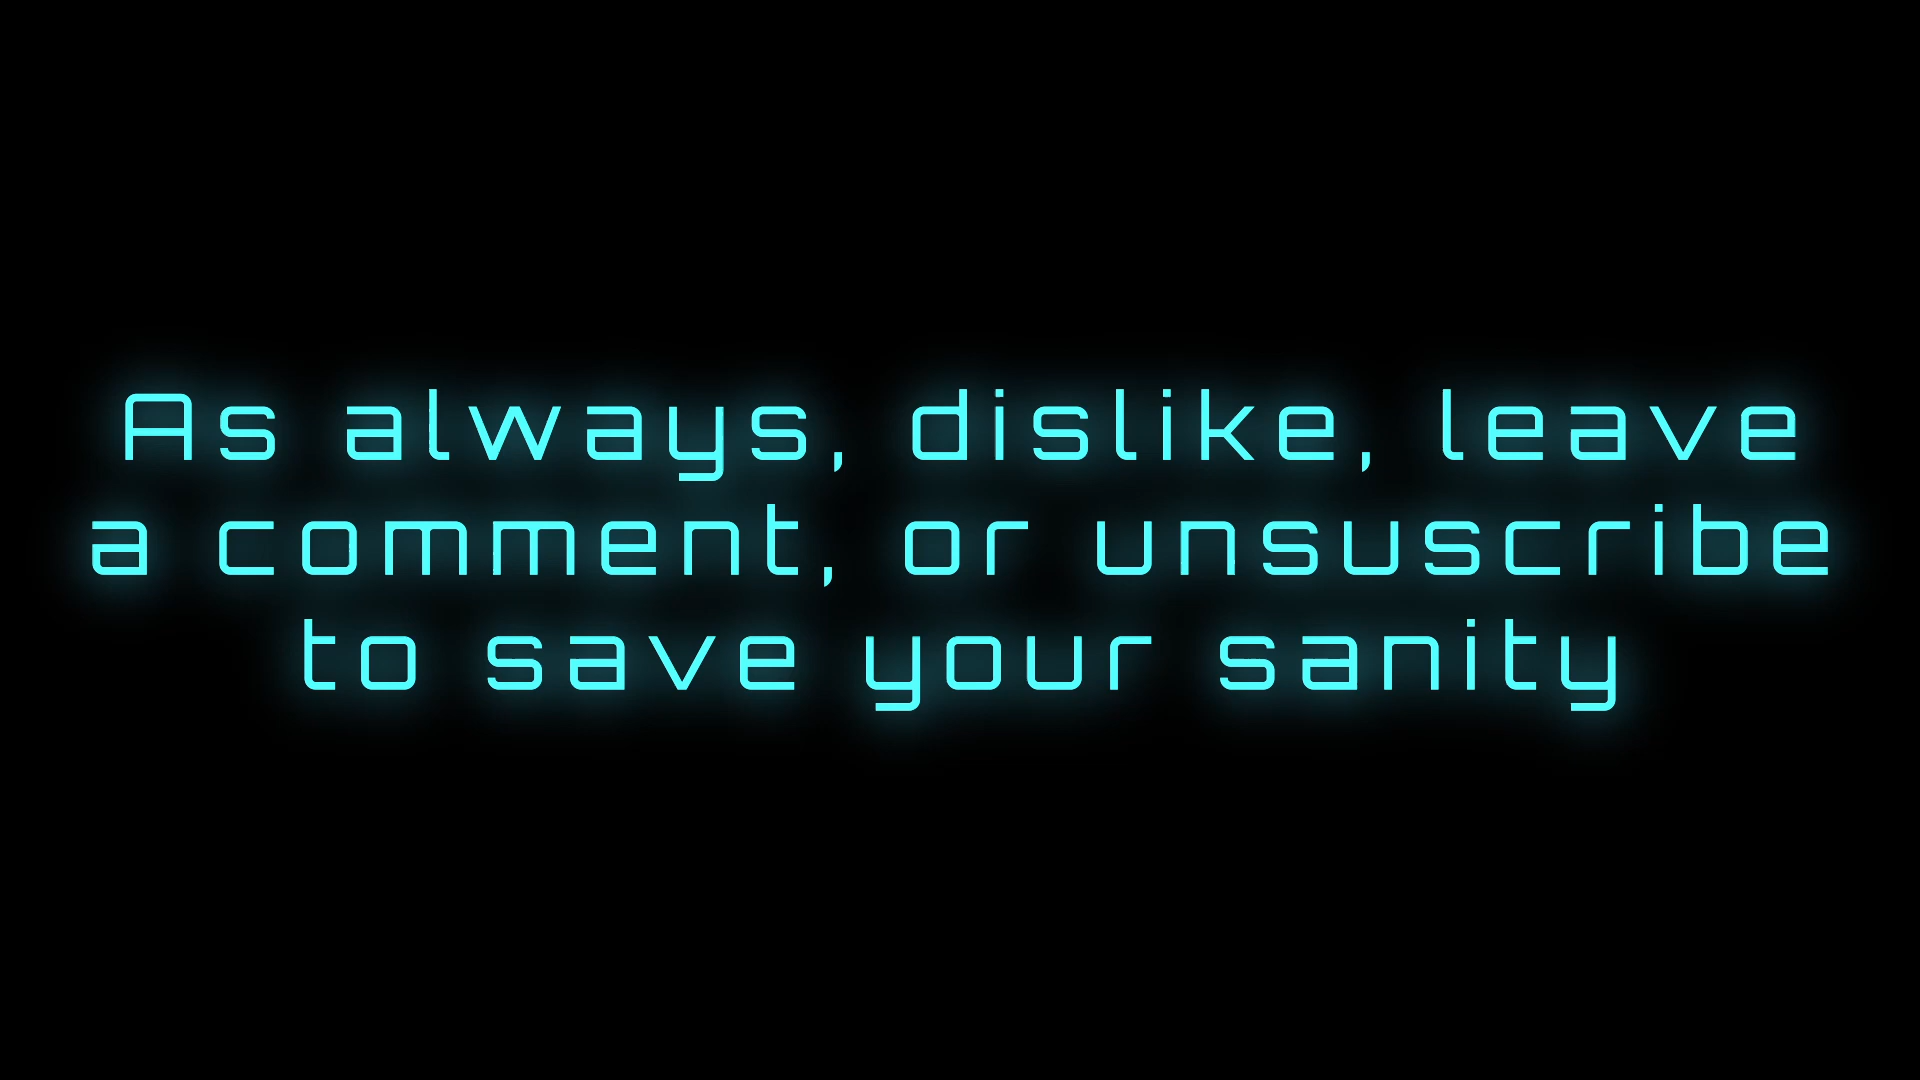 As always, dislike, leave
a comment, or unsuscribe
to save your sanity